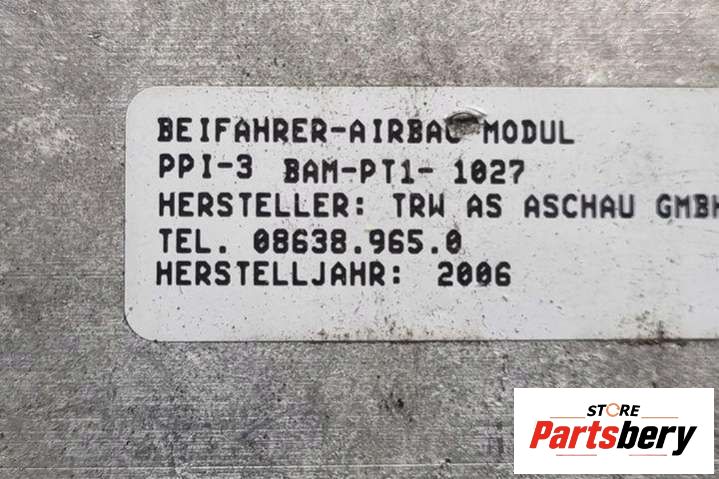 BEIFAHRER-AIRBAG MODUL
PPI-3 BAM-PT1- 1027
HERSTELLER: TRW AS ASCHAU GMBH
TEL. 08638.965.0
HERSTELLJAHR: 2006
STORE
Partsbery